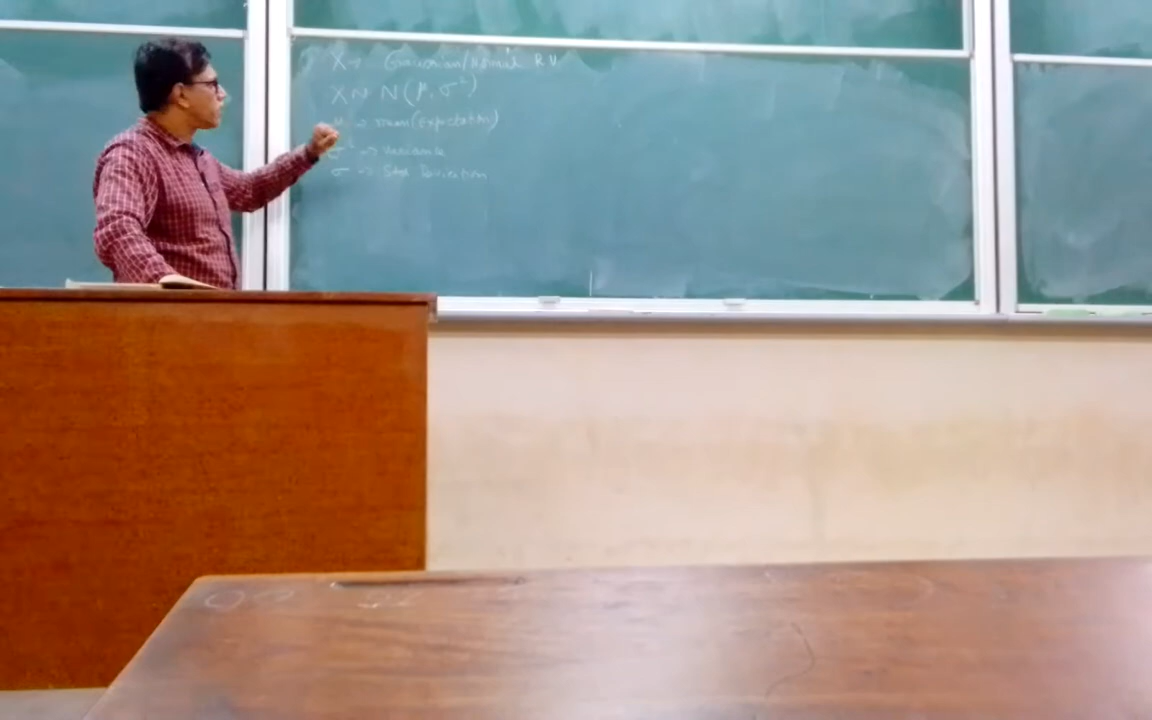 X → Gaussian/Normal R.V
X ~ N(μ, σ²)
μ → mean(expectation)
σ² → variance
σ → Std. Deviation